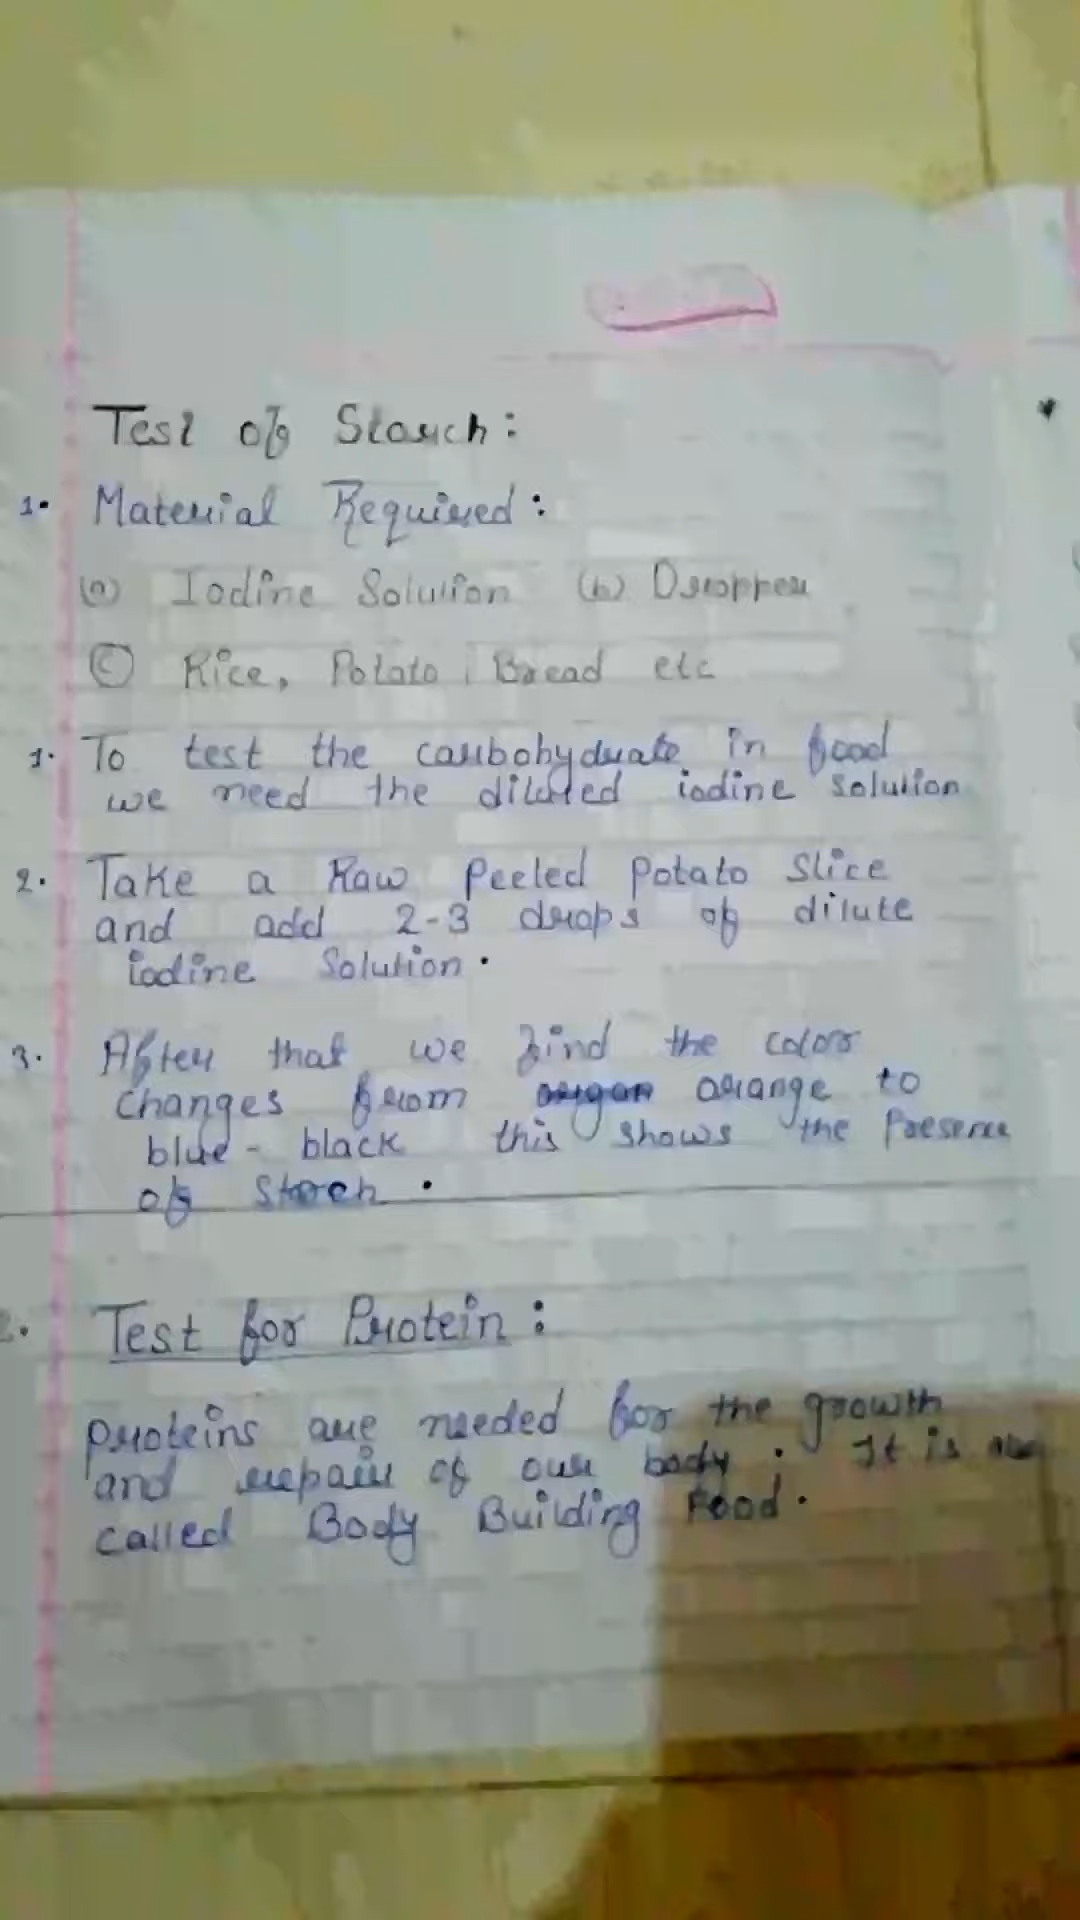 Test of Starch:
1. Material Required:
(a) Iodine Solution (b) Dropper
(c) Rice, Potato, Bread etc
1. To test the carbohydrate in food
we need the diluted iodine solution
2. Take a Raw Peeled Potato Slice
and add 2-3 drops of dilute
iodine Solution.
3. After that we find the color
changes from orange to
blue-black this shows the Presence
of Starch.
2. Test for Protein:
proteins are needed for the growth
and repair of our body. It is
called Body Building Food.